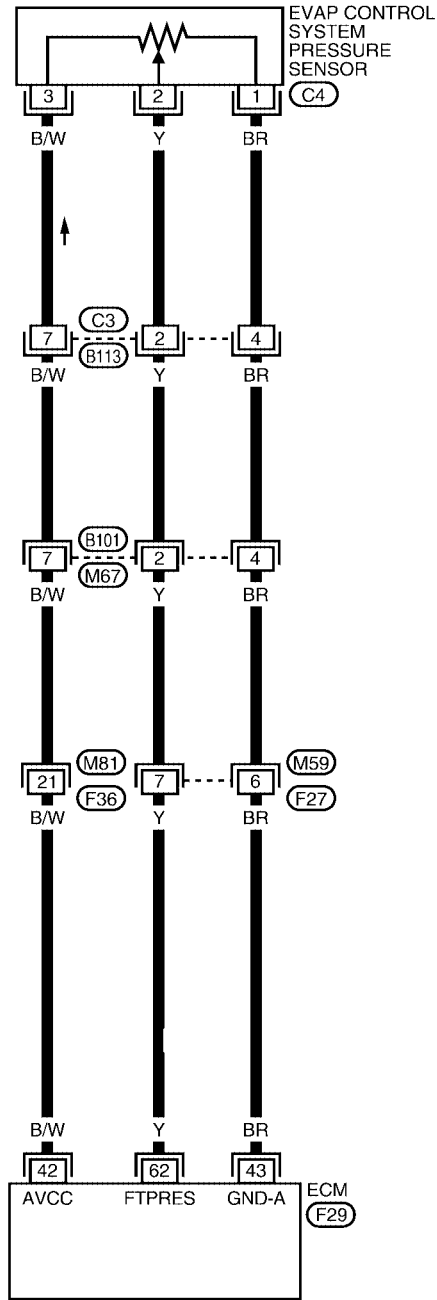 EVAP CONTROL
SYSTEM
PRESSURE
SENSOR
3 2 1 C4
B/W Y BR
C3
7 2 4
B113
B/W Y BR
B101
7 2 4
M67
B/W Y BR
M81 M59
21 7 6
F36 F27
B/W Y BR
B/W Y BR
42 62 43
AVCC FTPRES GND-A ECM
F29